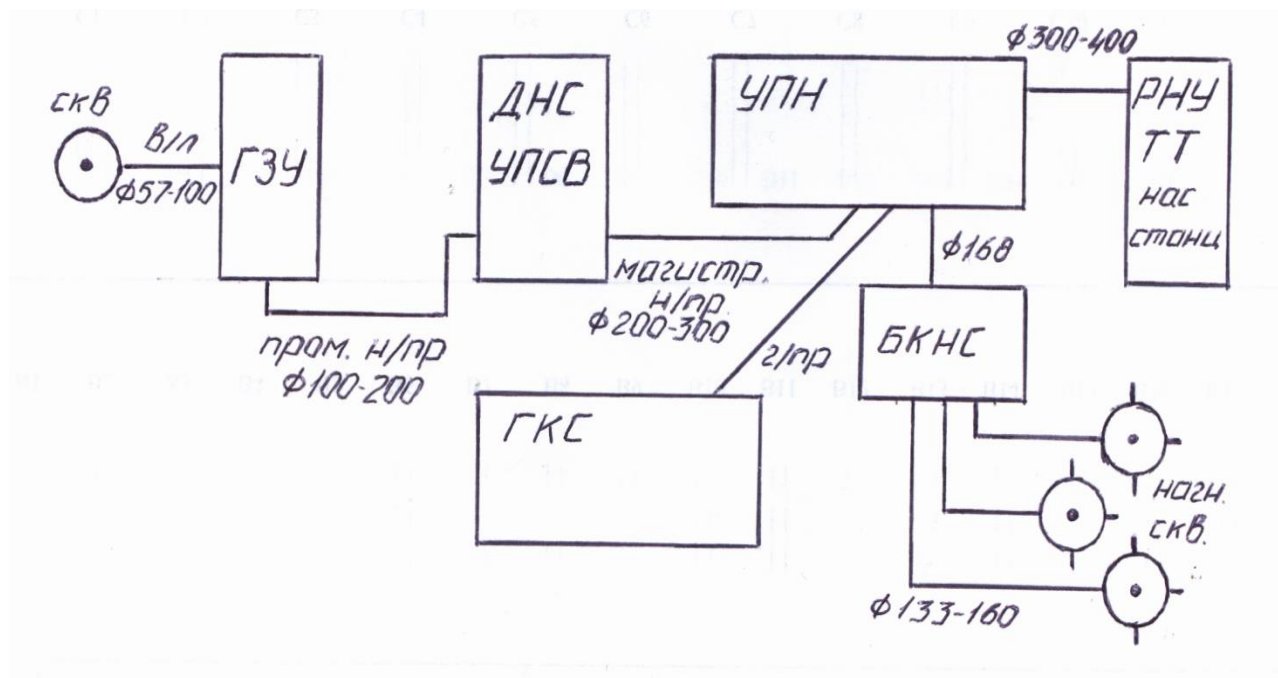 скв
в/л
ф57-100
ГЗУ
пром. н/пр
ф100-200
ДНС
УПСВ
магистр.
н/пр.
ф200-300
УПН
ф300-400
РНУ
ТТ
нас
станц
г/пр
ГКС
ф168
БКНС
нагн.
скв.
ф133-160